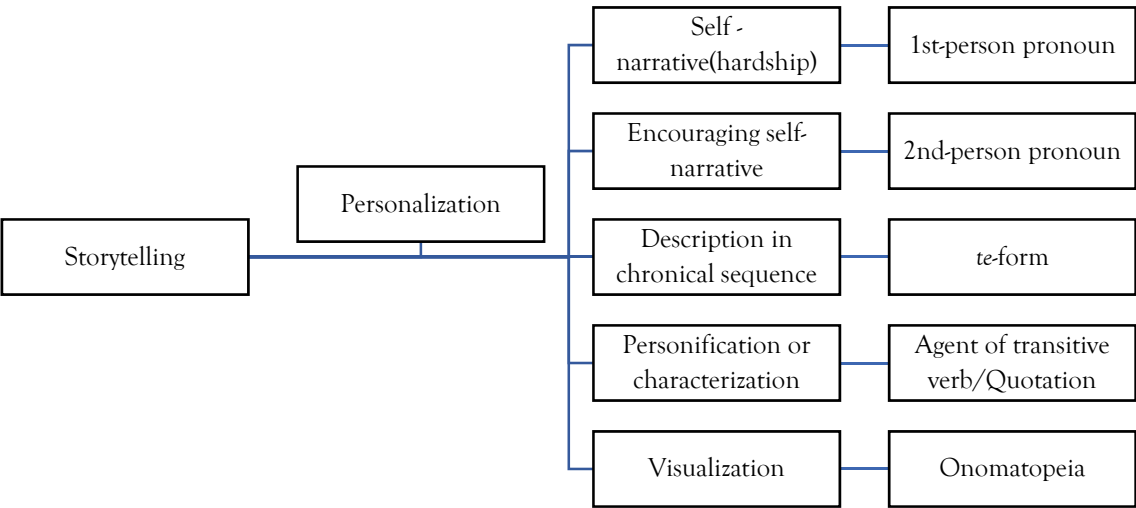 Storytelling
Personalization
Self -
narrative(hardship)
1st-person pronoun
Encouraging self-
narrative
2nd-person pronoun
Description in
chronical sequence
te-form
Personification or
characterization
Agent of transitive
verb/Quotation
Visualization
Onomatopeia